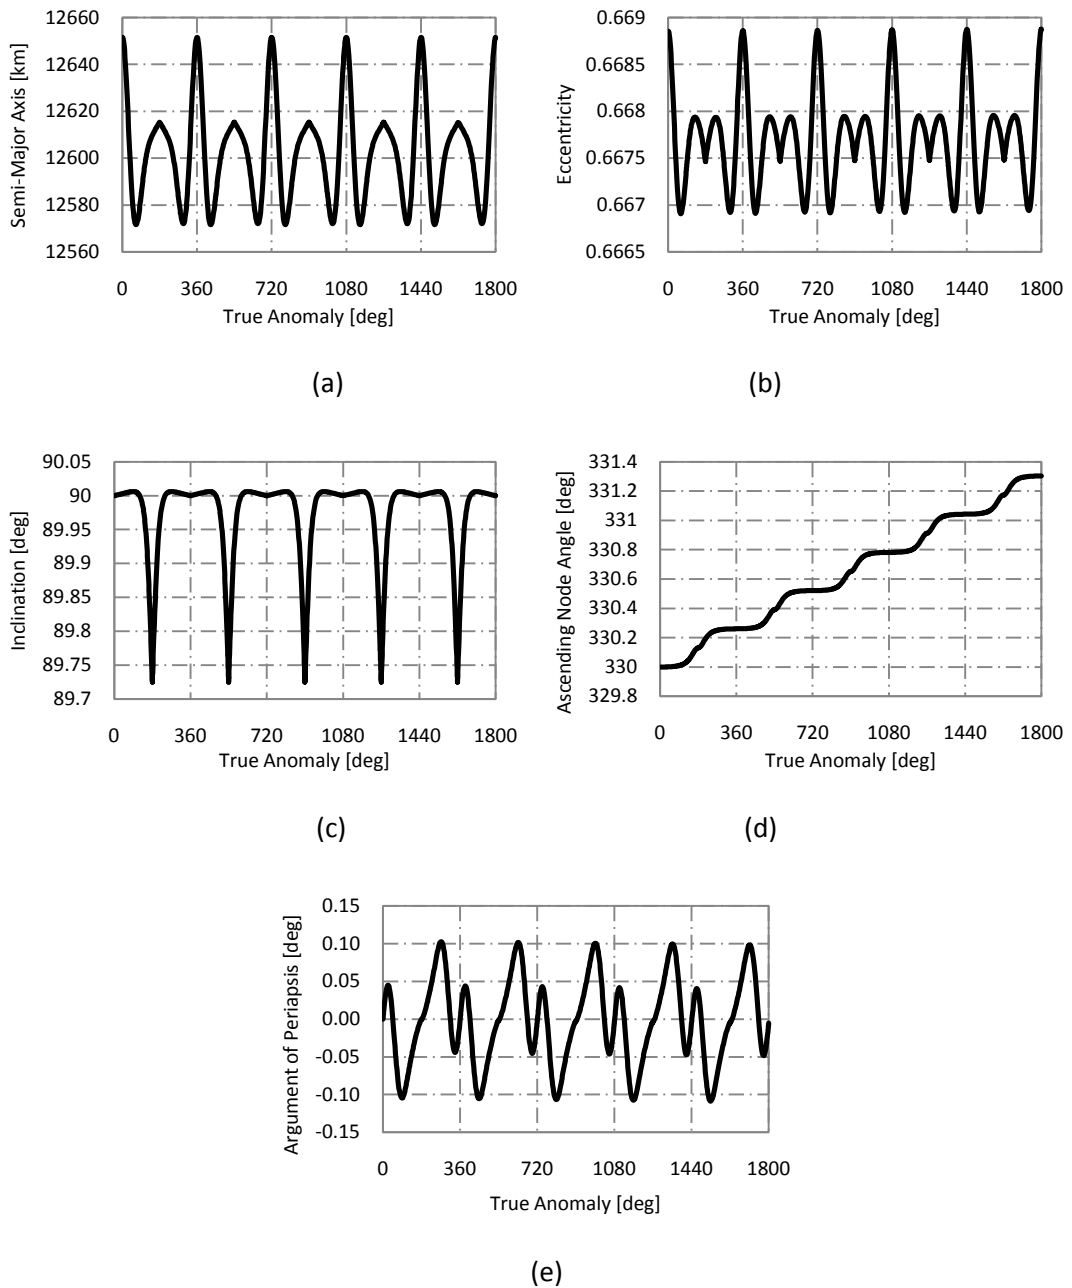 Semi-Major Axis [km]
12660
12640
12620
12600
12580
12560
0 360 720 1080 1440 1800
True Anomaly [deg]
(a)
Eccentricity
0.669
0.6685
0.668
0.6675
0.667
0.6665
0 360 720 1080 1440 1800
True Anomaly [deg]
(b)
Inclination [deg]
90.05
90
89.95
89.9
89.85
89.8
89.75
89.7
0 360 720 1080 1440 1800
True Anomaly [deg]
(c)
Ascending Node Angle [deg]
331.4
331.2
331
330.8
330.6
330.4
330.2
330
329.8
0 360 720 1080 1440 1800
True Anomaly [deg]
(d)
Argument of Periapsis [deg]
0.15
0.10
0.05
0.00
-0.05
-0.10
-0.15
0 360 720 1080 1440 1800
True Anomaly [deg]
(e)